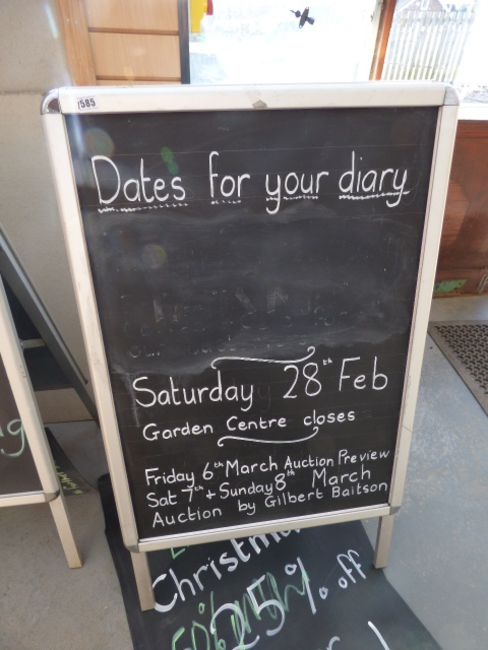 1585
Dates for your diary
Saturday 28th Feb
Garden Centre closes
Friday 6th March Auction Preview
Sat 7th + Sunday 8th March
Auction by Gilbert Baitson
25% off